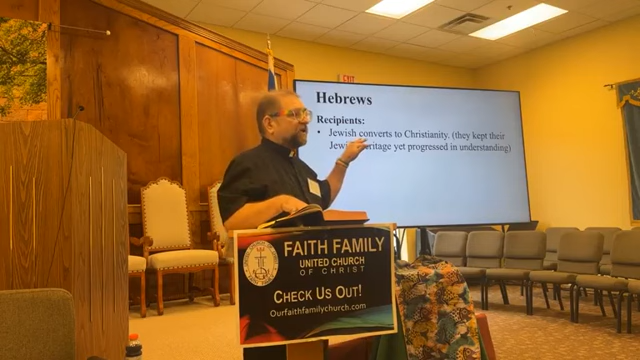 EXIT
Hebrews
Recipients:
• Jewish converts to Christianity. (they kept their
Jewish heritage yet progressed in understanding)
FAITH FAMILY
UNITED CHURCH
OF CHRIST
CHECK US OUT!
Ourfaithfamilychurch.com